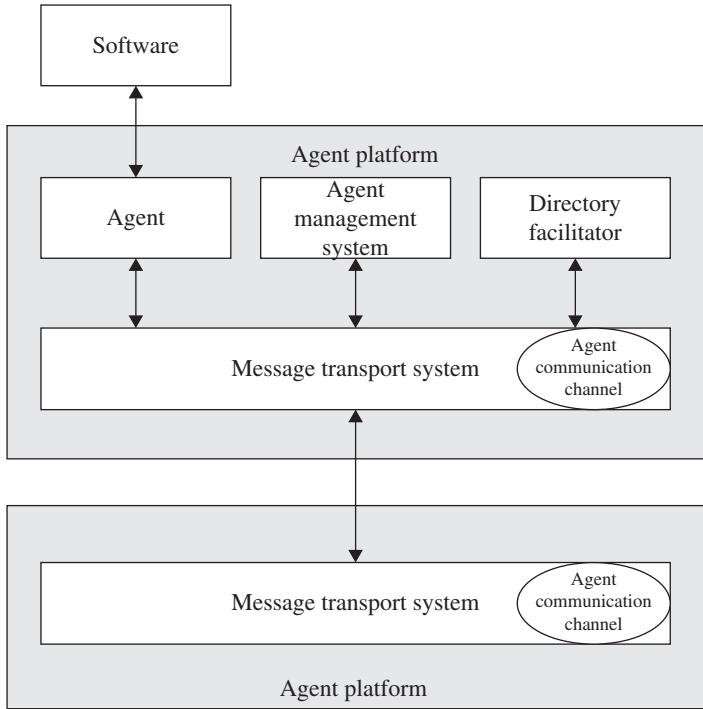 Software
Agent platform
Agent
Agent
management
system
Directory
facilitator
Message transport system
Agent
communication
channel
Message transport system
Agent
communication
channel
Agent platform